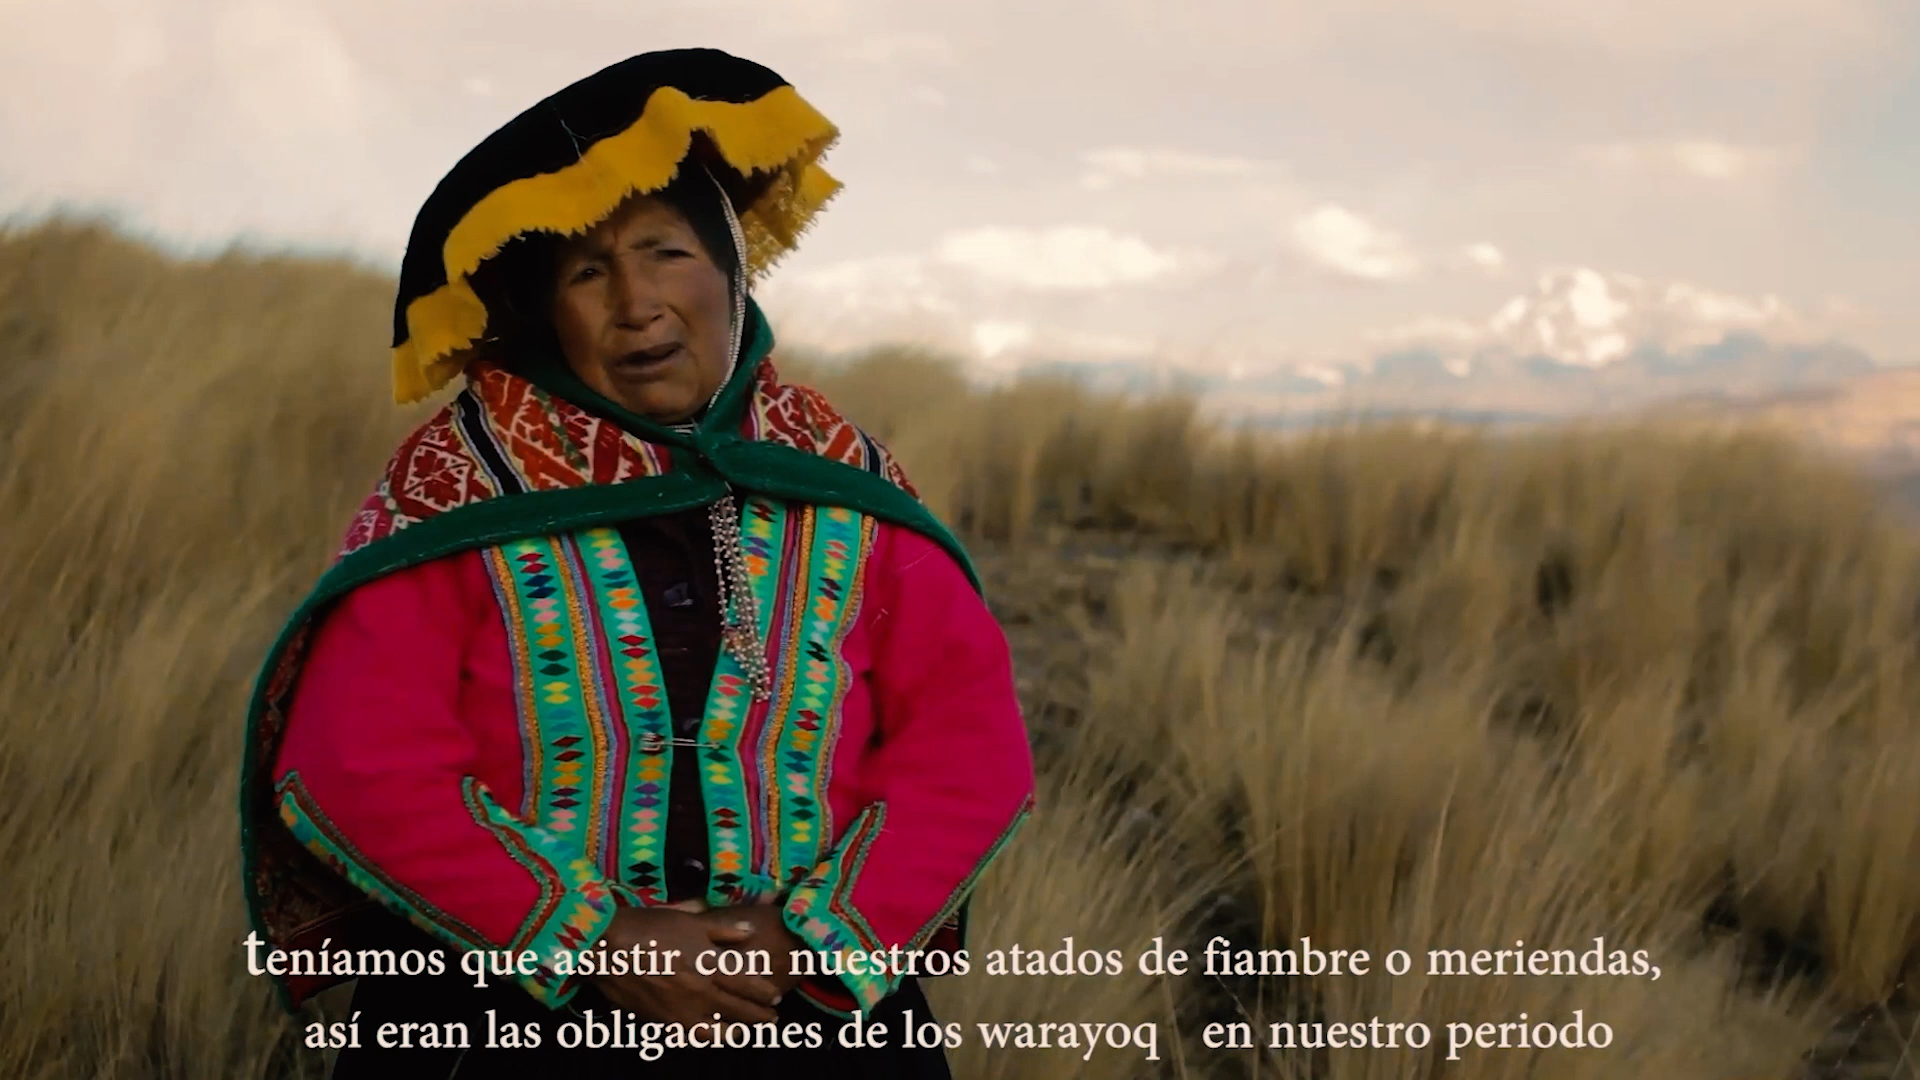 teníamos que asistir con nuestros atados de fiambre o meriendas,
así eran las obligaciones de los warayoq en nuestro periodo